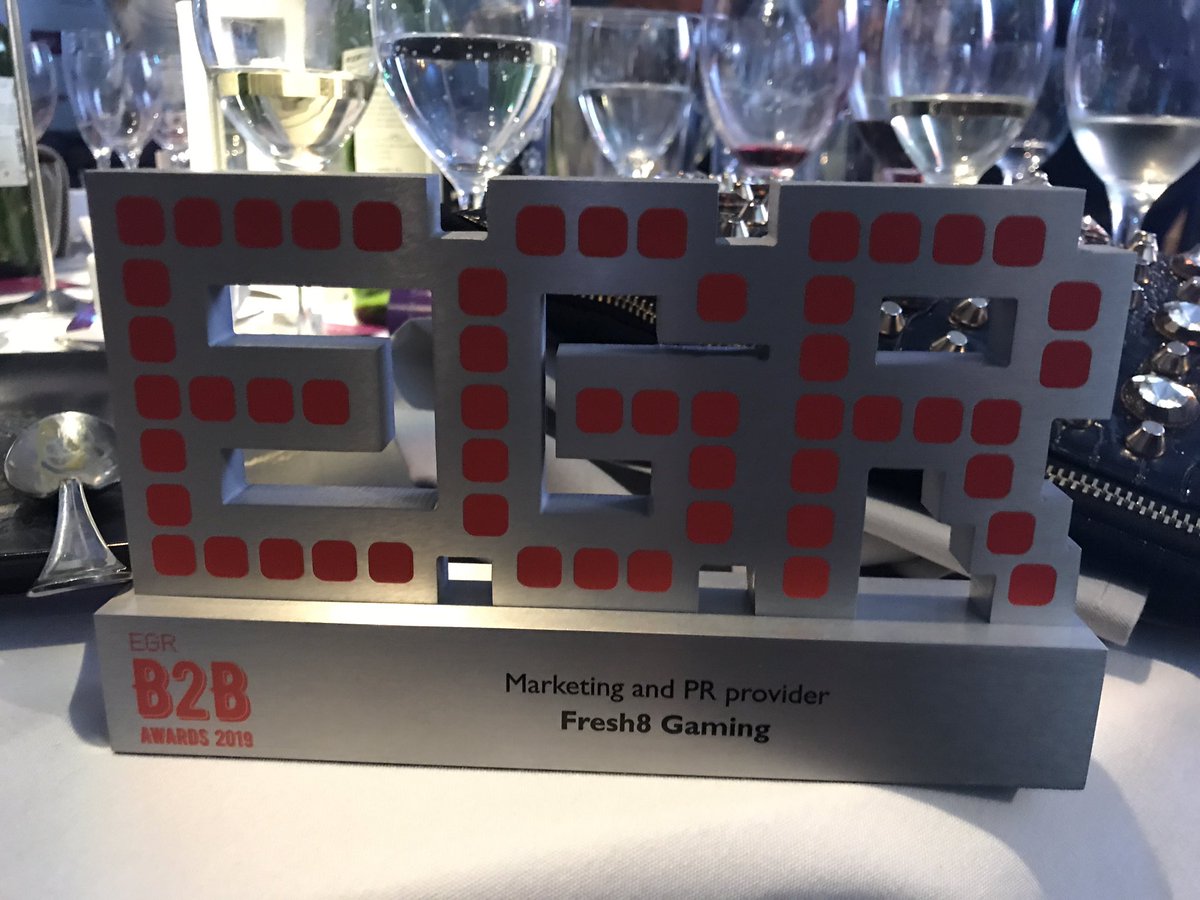 EGR
EGR
B2B
AWARDS 2019
Marketing and PR provider
Fresh8 Gaming